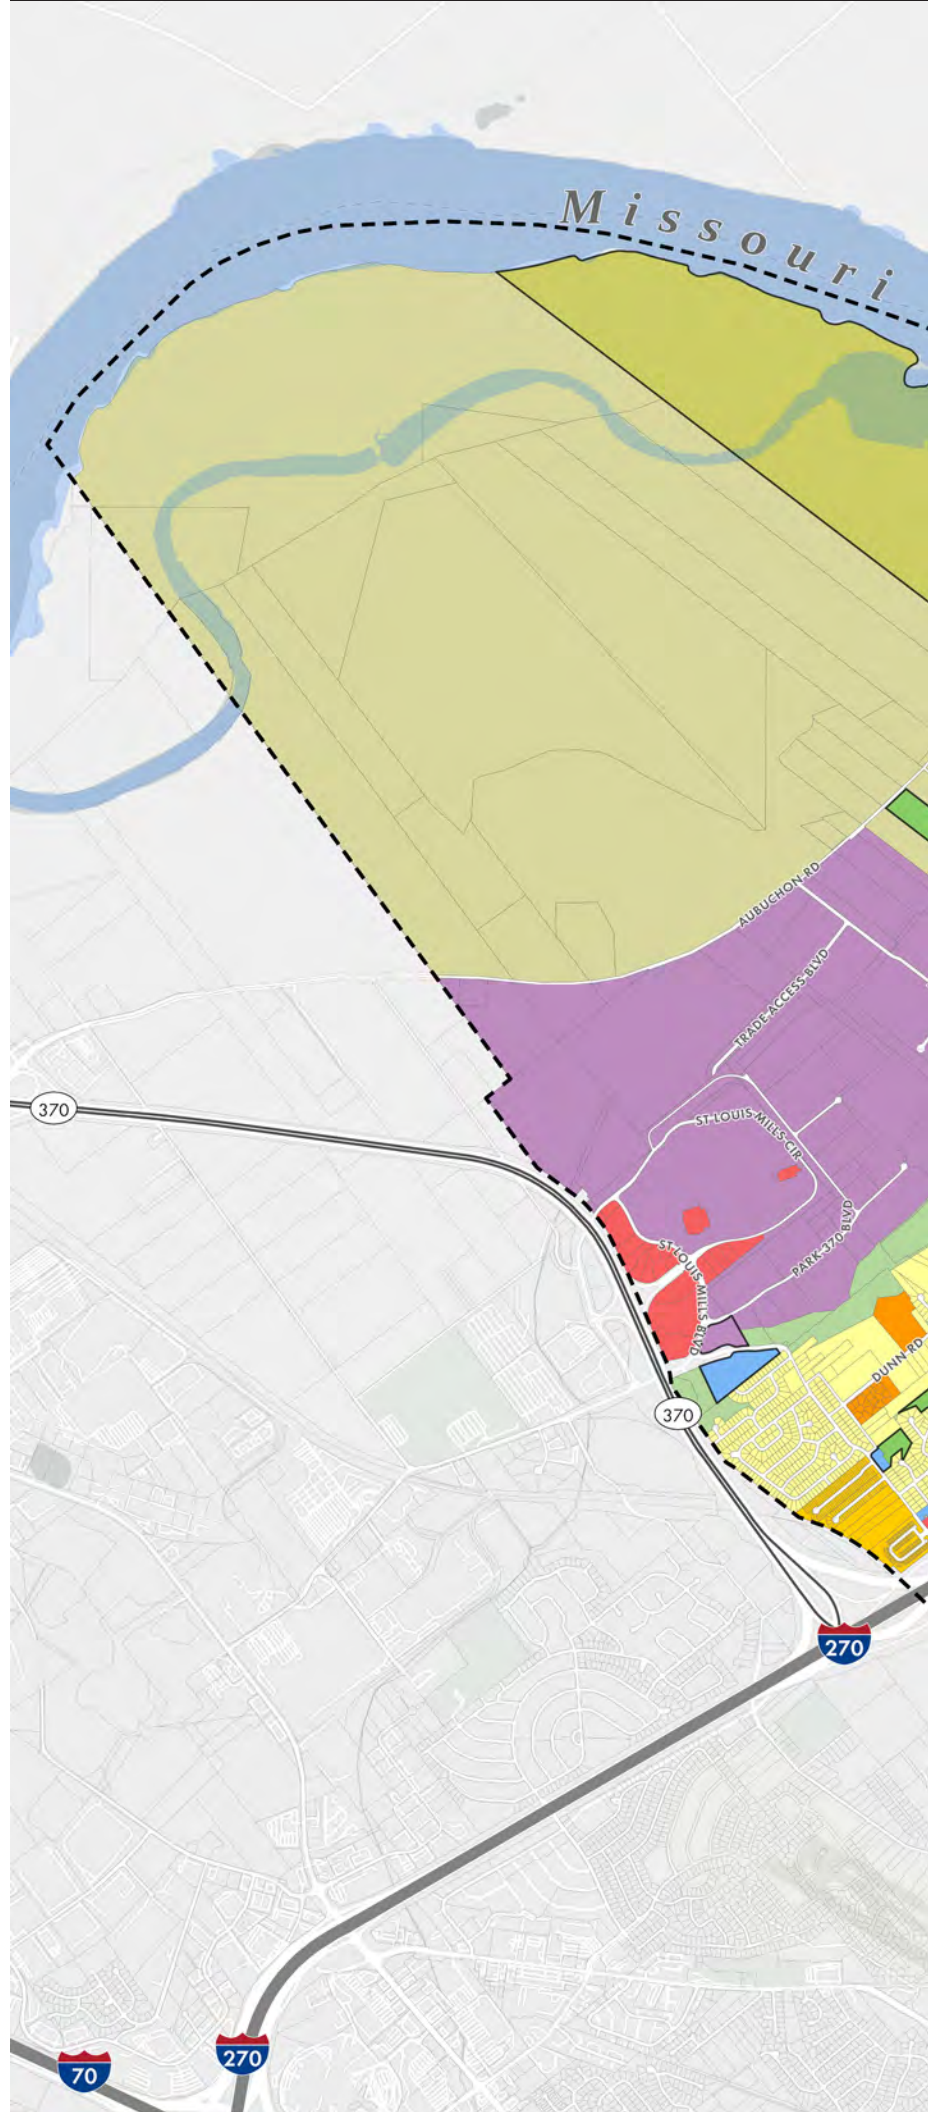 Missouri
AUBUCHON RD
TRADE ACCESS BLVD
370
ST LOUIS MILLS CIR
PARK 370 BLVD
ST LOUIS MILLS BLVD
DUNN RD
370
270
270
70